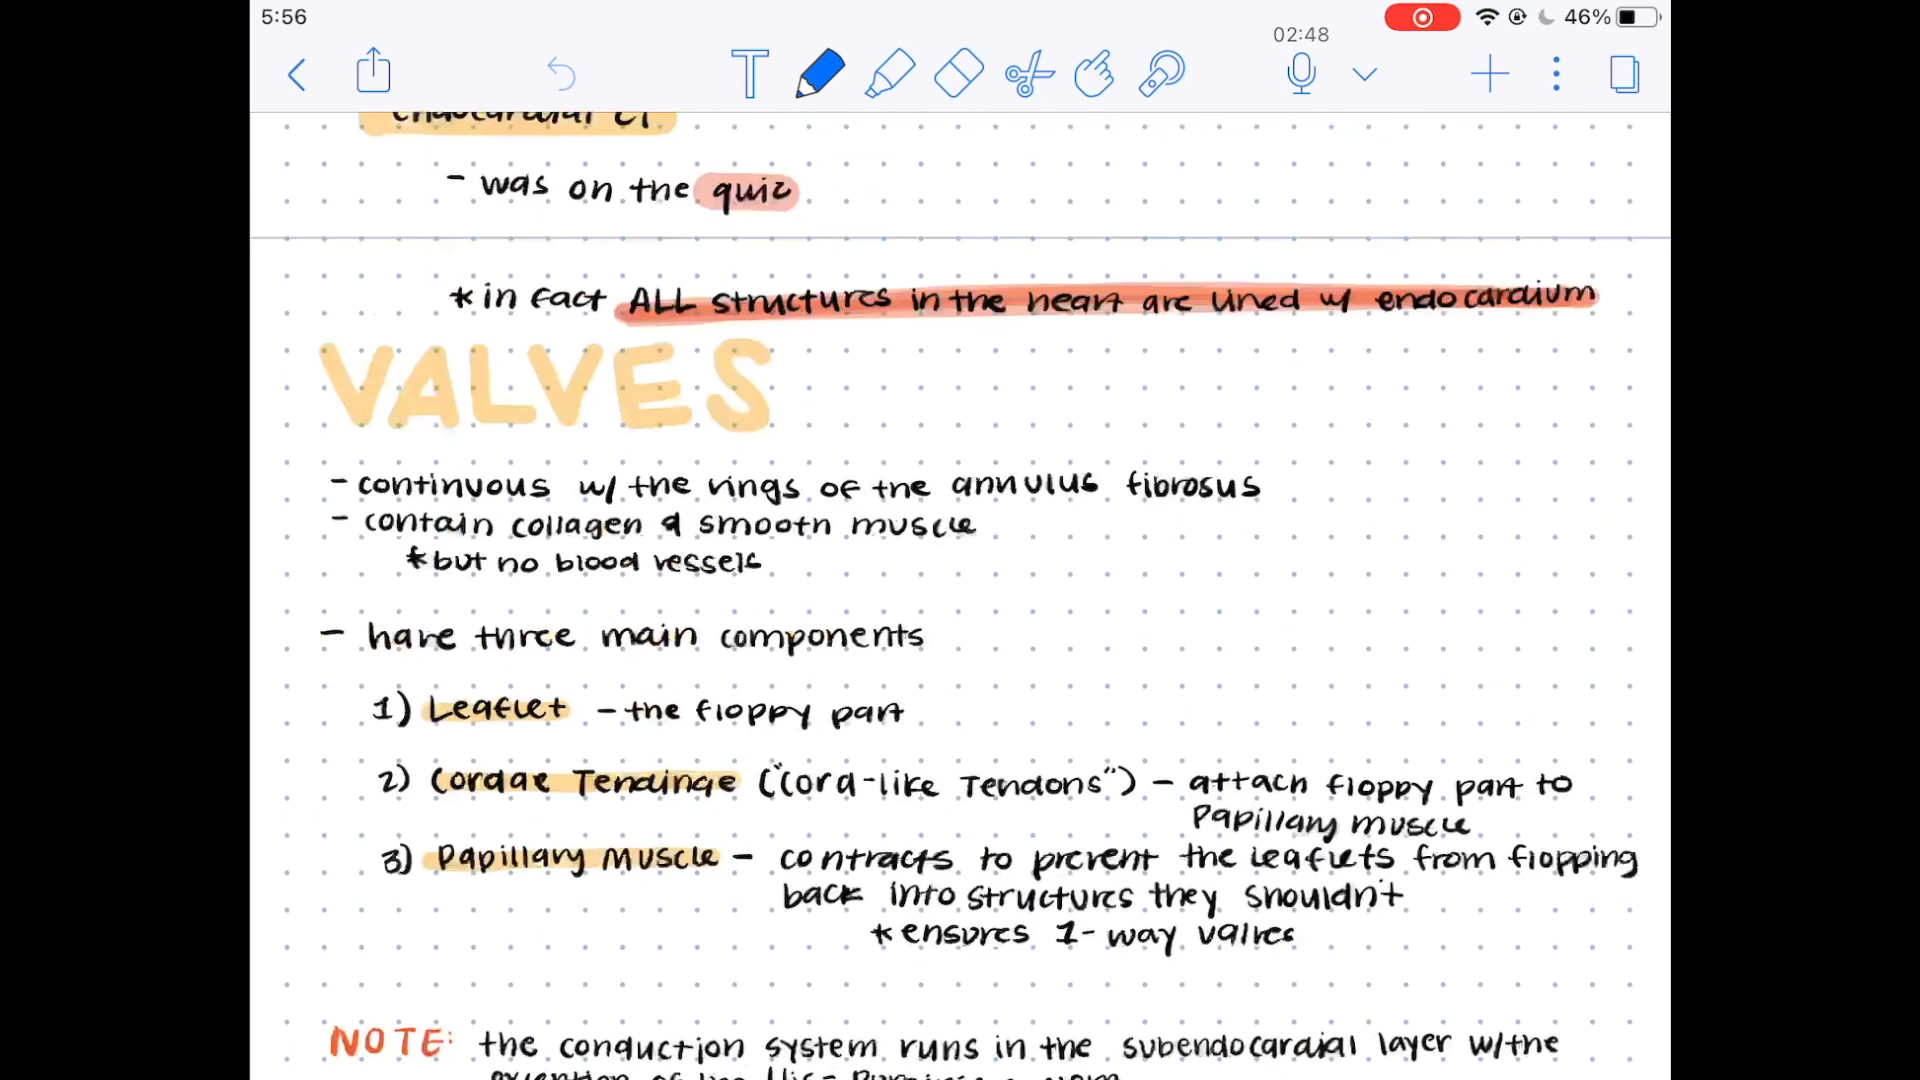 5:56
46%
02:48
endocardial CT
- was on the quiz
* in fact ALL structures in the heart are lined w/ endocardium
VALVES
- continuous w/ the rings of the annulus fibrosus
- contain collagen & smooth muscle
* but no blood vessels
- have three main components
1) Leaflet - the floppy part
2) Cordae Tendinae ("Cord-like Tendons") - attach floppy part to
Papillary muscle
3) Papillary Muscle - contracts to prevent the leaflets from flopping
back into structures they shouldn't
* ensures 1-way valves
NOTE: the conduction system runs in the subendocardial layer w/ the